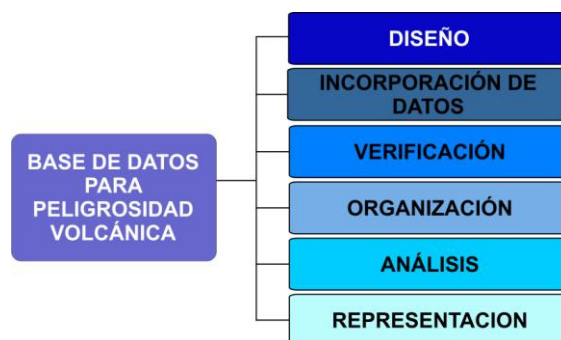 BASE DE DATOS
PARA
PELIGROSIDAD
VOLCÁNICA
DISEÑO
INCORPORACIÓN DE
DATOS
VERIFICACIÓN
ORGANIZACIÓN
ANÁLISIS
REPRESENTACION